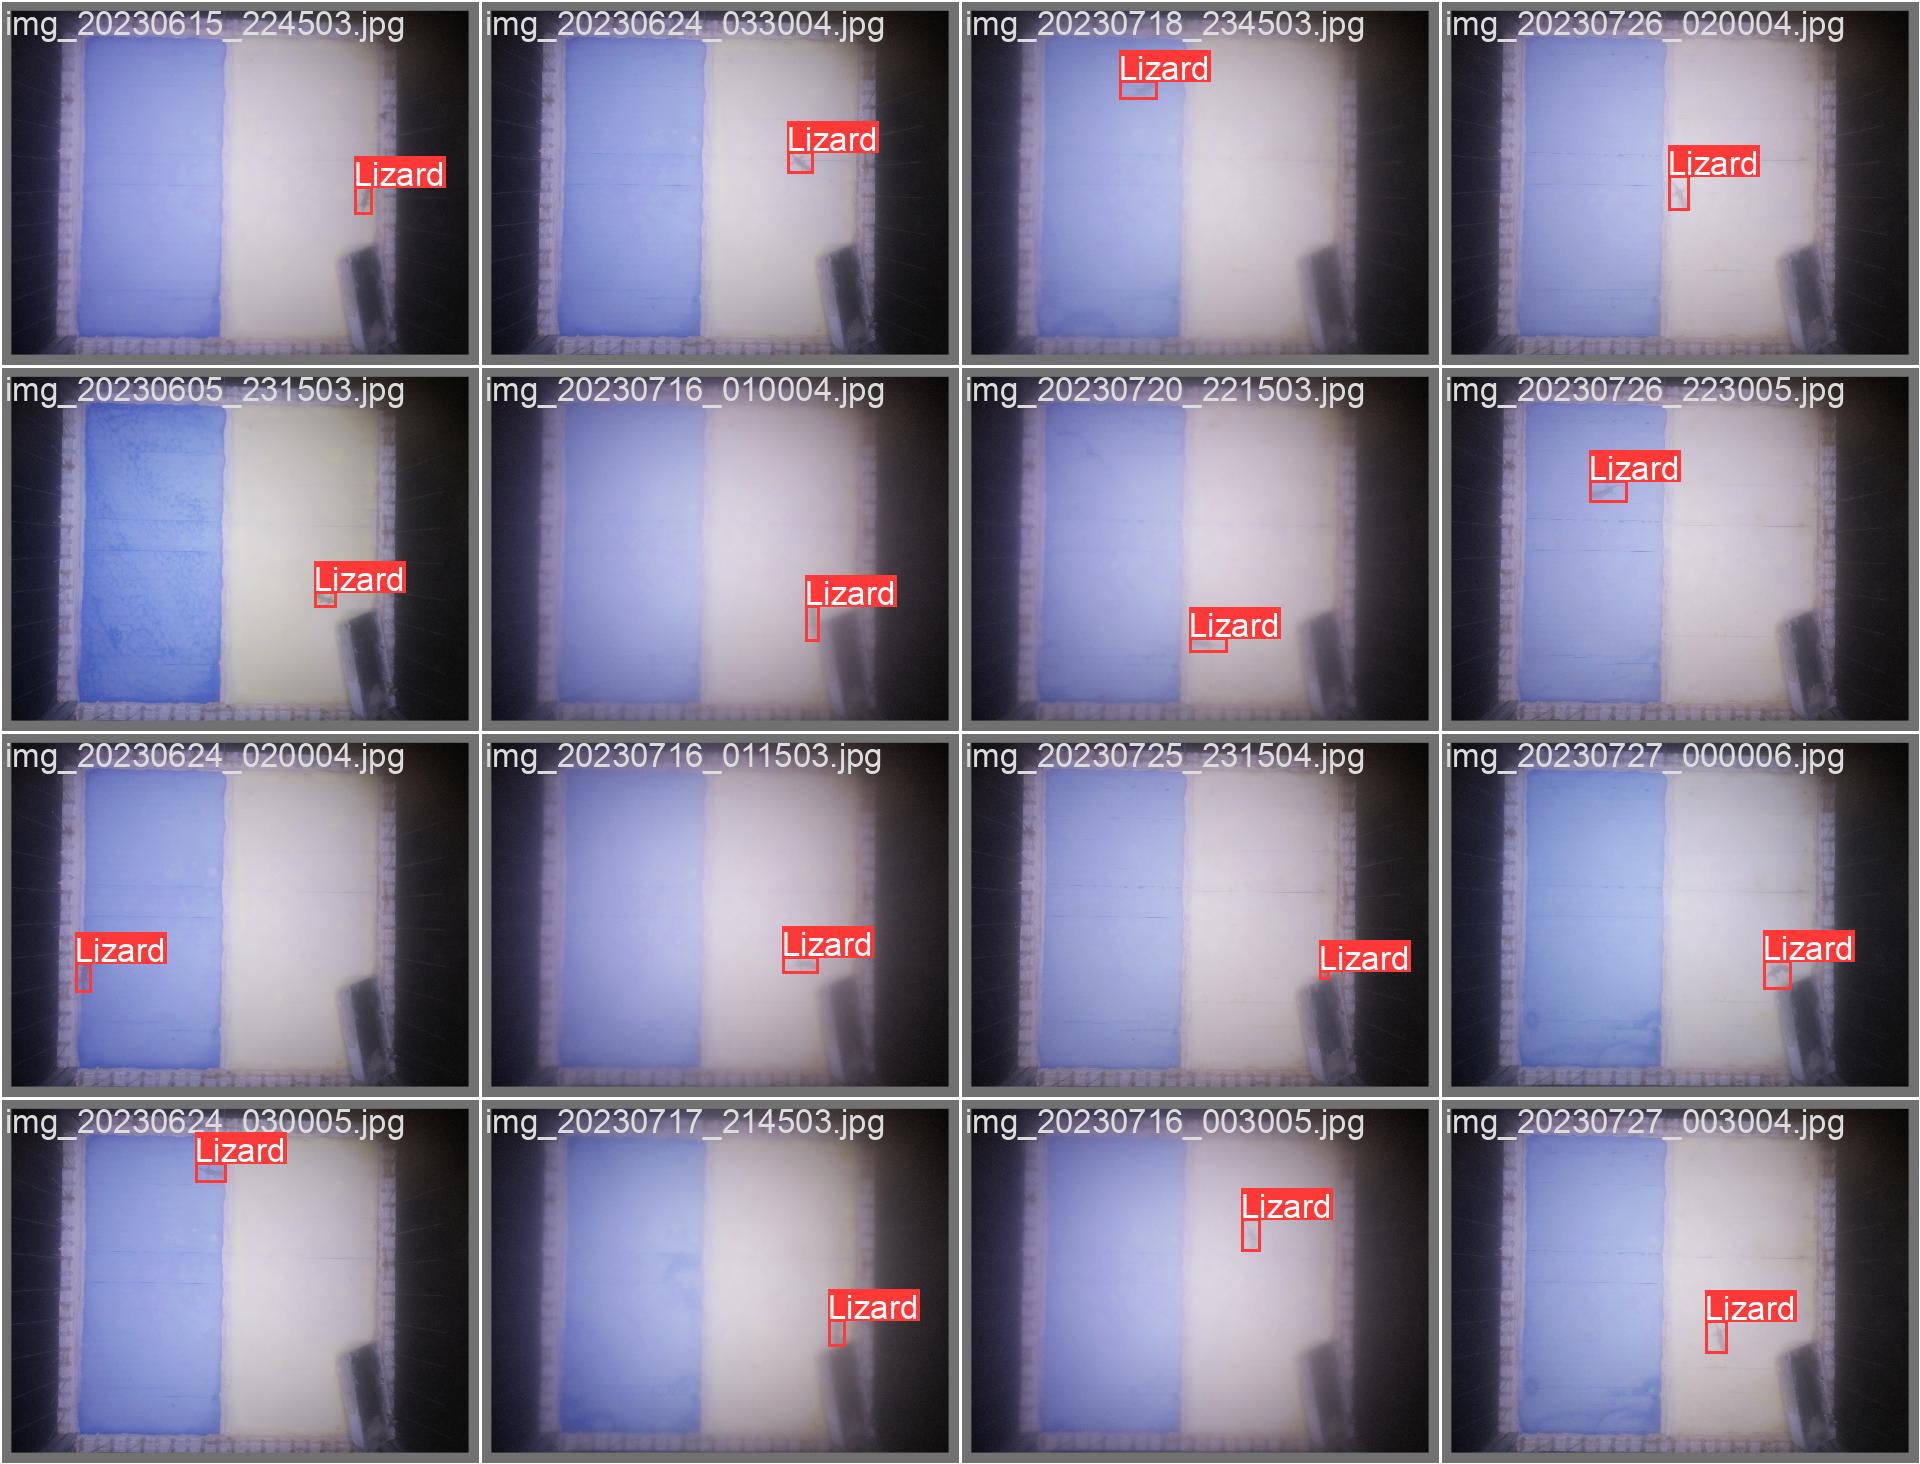 img_20230615_224503.jpg
Lizard
img_20230624_033004.jpg
Lizard
img_20230718_234503.jpg
Lizard
img_20230726_020004.jpg
Lizard
img_20230605_231503.jpg
Lizard
img_20230716_010004.jpg
Lizard
img_20230720_221503.jpg
Lizard
img_20230726_223005.jpg
Lizard
img_20230624_020004.jpg
Lizard
img_20230716_011503.jpg
Lizard
img_20230725_231504.jpg
Lizard
img_20230727_000006.jpg
Lizard
img_20230624_030005.jpg
Lizard
img_20230717_214503.jpg
Lizard
img_20230716_003005.jpg
Lizard
img_20230727_003004.jpg
Lizard